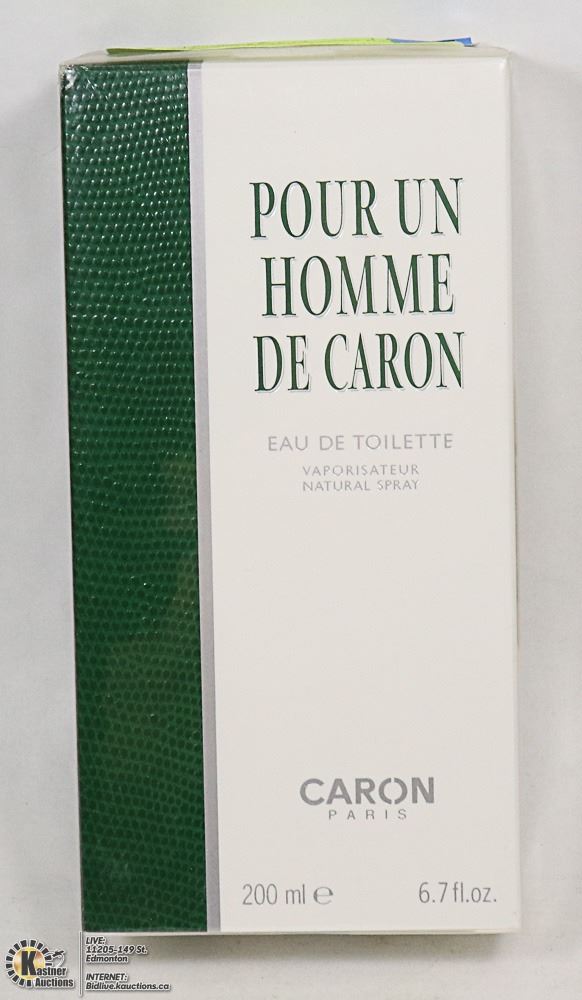 POUR UN
HOMME
DE CARON
EAU DE TOILETTE
VAPORISATEUR
NATURAL SPRAY
CARON
PARIS
200 ml ℮
6.7 fl.oz.
Kastner
Auctions
LIVE:
11205-149 St.
Edmonton
INTERNET:
Bidlive.kauctions.ca